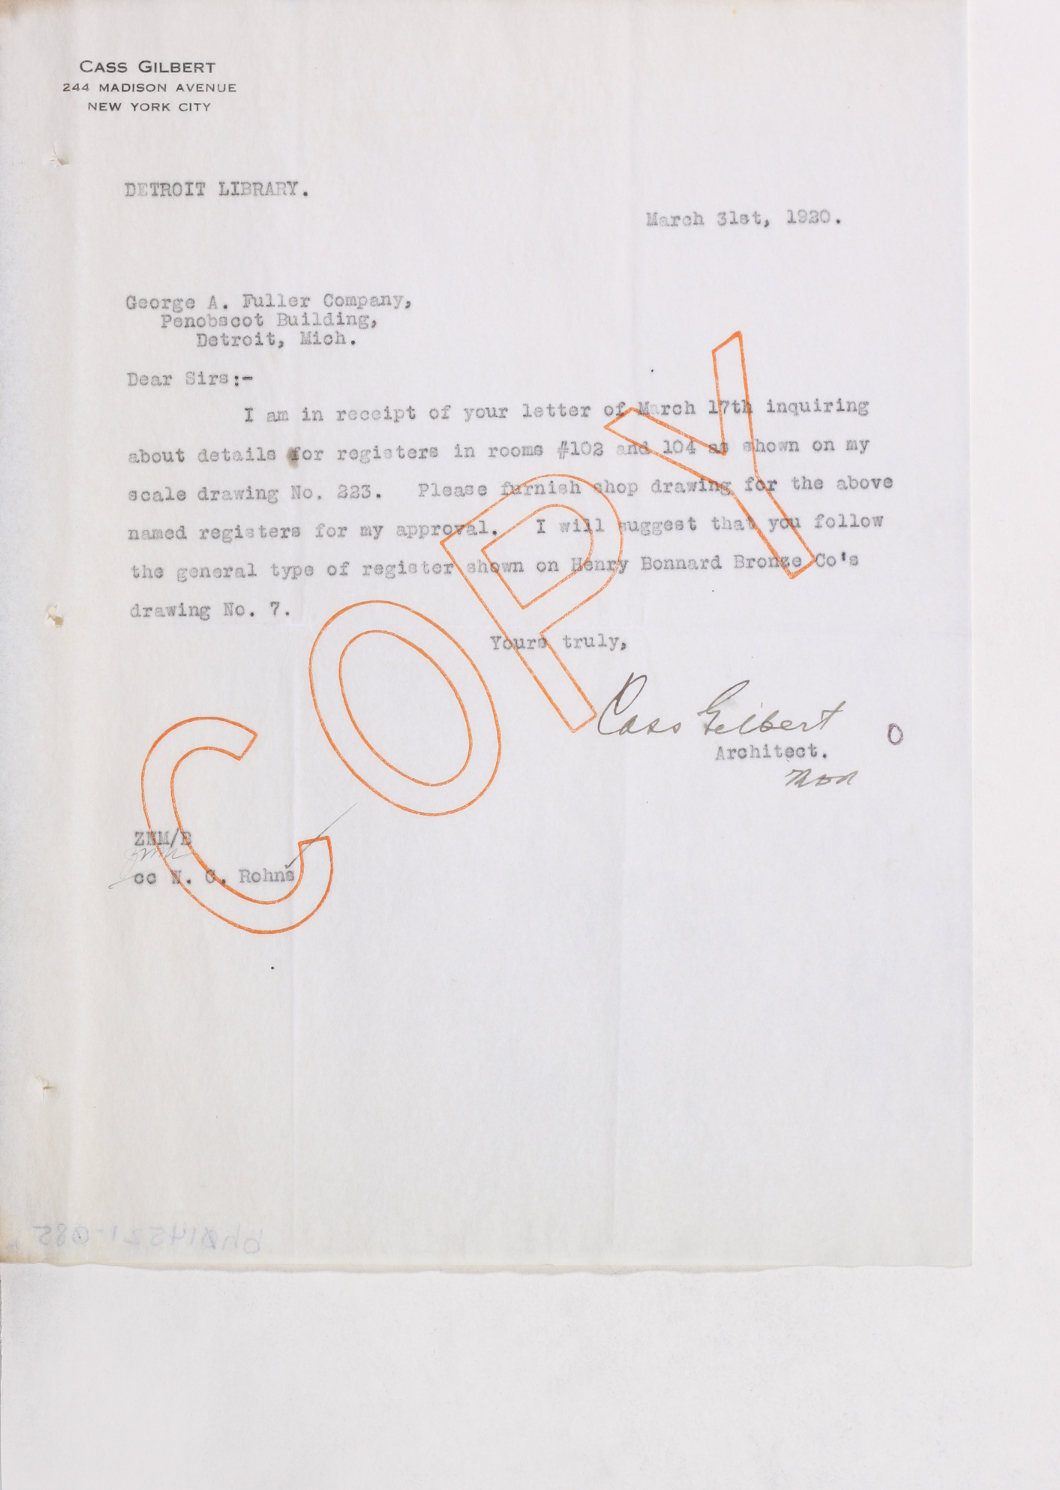 CASS GILBERT
244 MADISON AVENUE
NEW YORK CITY
DETROIT LIBRARY.
March 31st, 1920.
George A. Fuller Company,
Penobscot Building,
Detroit, Mich.
Dear Sirs:-
I am in receipt of your letter of March 17th inquiring
about details for registers in rooms #102 and 104 as shown on my
scale drawing No. 223. Please furnish shop drawing for the above
named registers for my approval. I will suggest that you follow
the general type of register shown on Henry Bonnard Bronze Co's
drawing No. 7.
Yours truly,
Cass Gilbert
Architect.
COPY
cc W. G. Rohns